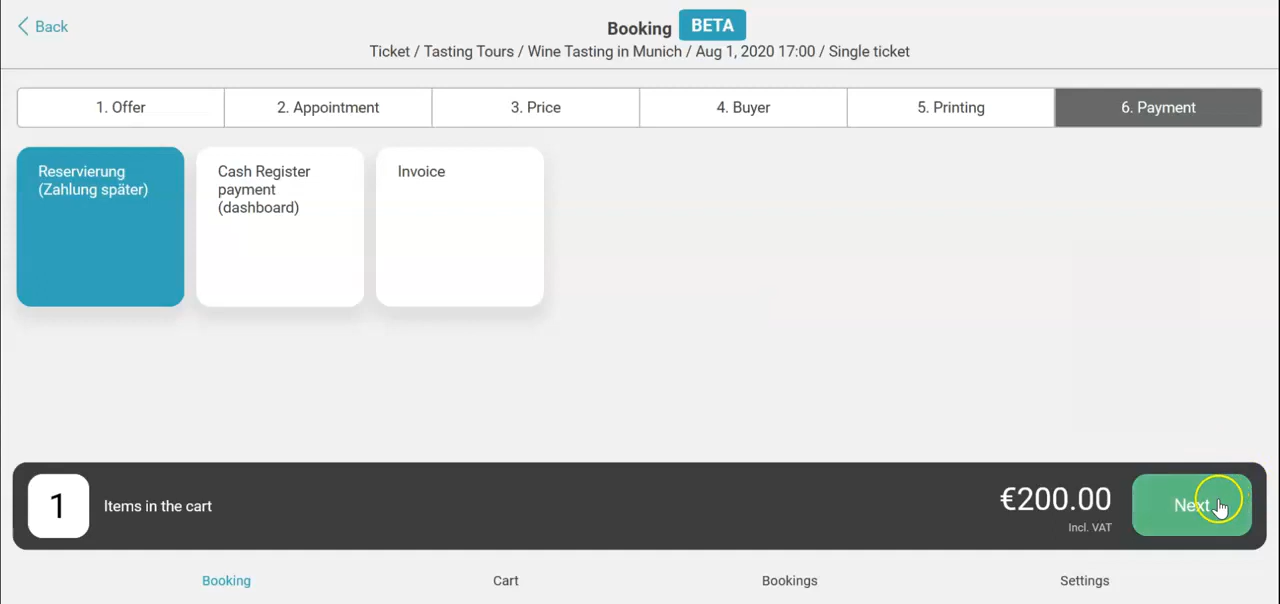 Back
Booking BETA
Ticket / Tasting Tours / Wine Tasting in Munich / Aug 1, 2020 17:00 / Single ticket
1. Offer 2. Appointment 3. Price 4. Buyer 5. Printing 6. Payment
Reservierung
(Zahlung später)
Cash Register
payment
(dashboard)
Invoice
1 Items in the cart
€200.00
Incl. VAT
Next
Booking Cart Bookings Settings